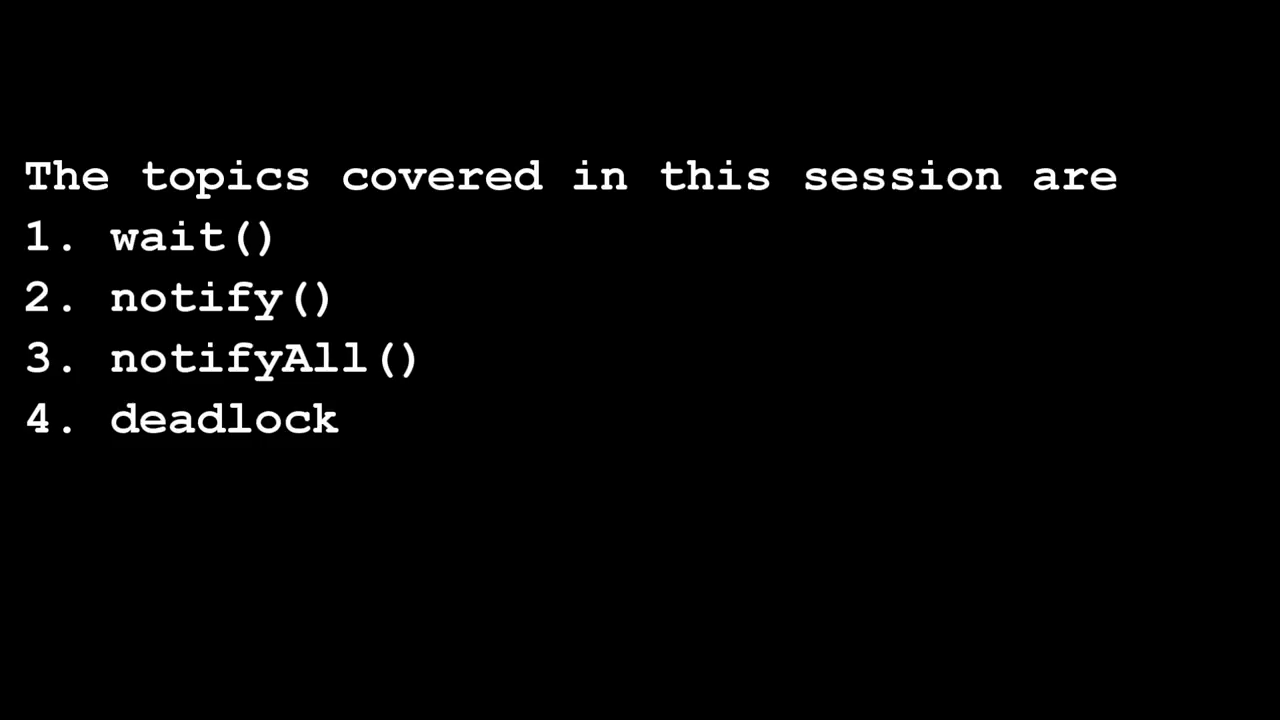 The topics covered in this session are
1. wait()
2. notify()
3. notifyAll()
4. deadlock